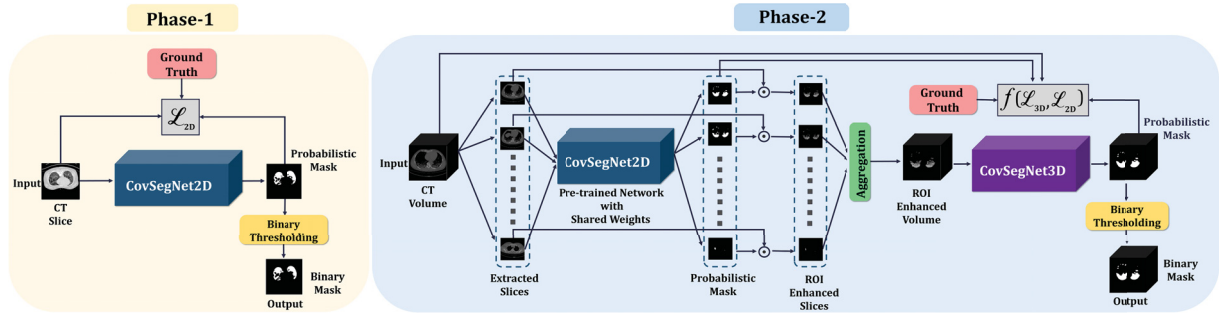 Phase-1
Ground
Truth
ℒ2D
Input
CT
Slice
CovSegNet2D
Probabilistic
Mask
Binary
Thresholding
Binary
Mask
Output
Phase-2
Input
CT
Volume
Extracted
Slices
CovSegNet2D
Pre-trained Network
with
Shared Weights
Probabilistic
Mask
ROI
Enhanced
Slices
Aggregation
ROI
Enhanced
Volume
Ground
Truth
f(ℒ3D, ℒ2D)
CovSegNet3D
Probabilistic
Mask
Binary
Thresholding
Binary
Mask
Output